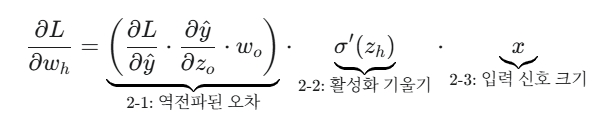 ∂L/∂w_h = (∂L/∂ŷ · ∂ŷ/∂z_o · w_o) · σ′(z_h) · x
2-1: 역전파된 오차 2-2: 활성화 기울기 2-3: 입력 신호 크기